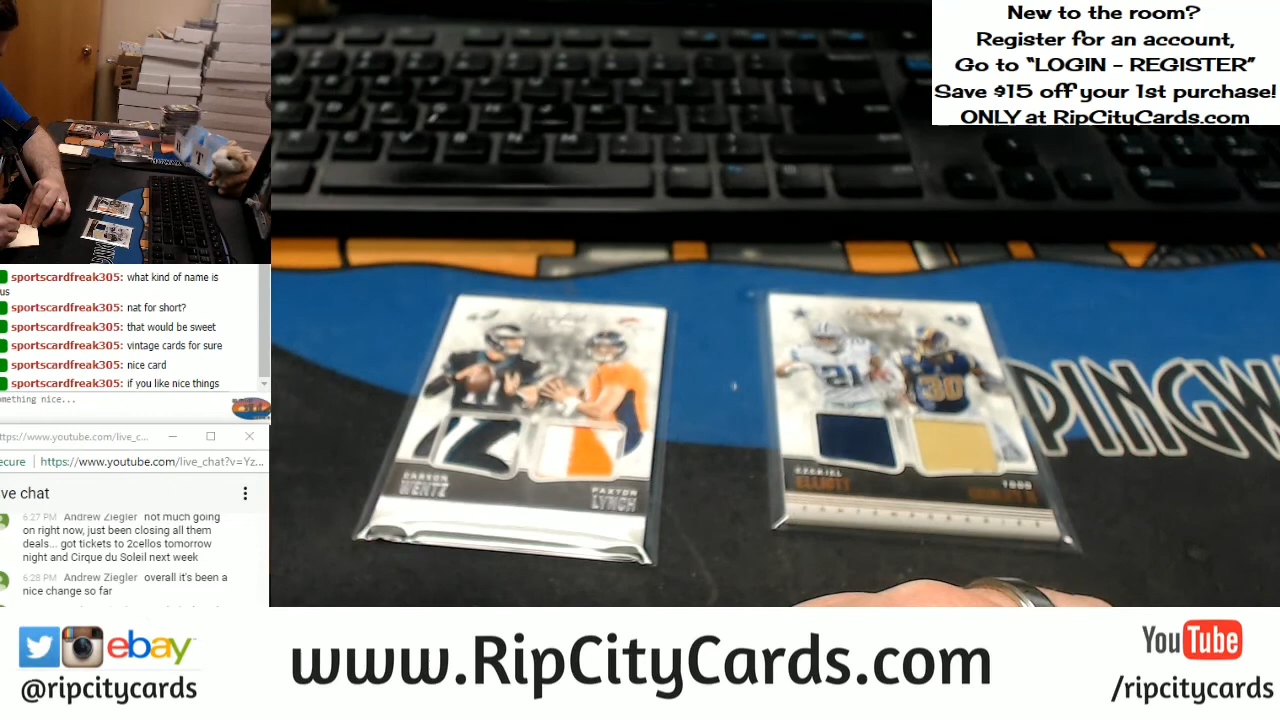 New to the room?
Register for an account,
Go to “LOGIN - REGISTER”
Save $15 off your 1st purchase!
ONLY at RipCityCards.com
sportscardfreak305: what kind of name is
us
sportscardfreak305: nat for short?
sportscardfreak305: that would be sweet
sportscardfreak305: vintage cards for sure
sportscardfreak305: nice card
sportscardfreak305: if you like nice things
omething nice...
https://www.youtube.com/live_c...
ecure https://www.youtube.com/live_chat?v=Yz...
ve chat
6:27 PM Andrew Ziegler not much going
on right now, just been closing all them
deals... got tickets to 2cellos tomorrow
night and Cirque du Soleil next week
6:28 PM Andrew Ziegler overall it's been a
nice change so far
CARSON
WENTZ
PAXTON
LYNCH
21
30
EZEKIEL
ELLIOTT
TODD
PINGW
ebay
@ripcitycards
www.RipCityCards.com
YouTube
/ripcitycards